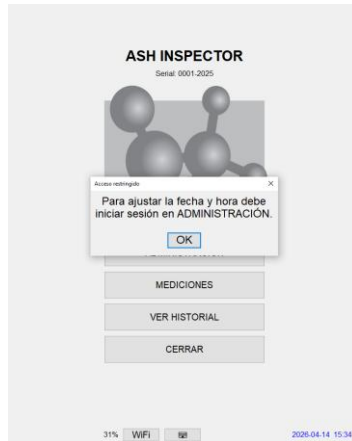 ASH INSPECTOR
Serial: 0001-2025
Acceso restringido
Para ajustar la fecha y hora debe
iniciar sesión en ADMINISTRACIÓN.
OK
MEDICIONES
VER HISTORIAL
CERRAR
31% WiFi
2026-04-14 15:34